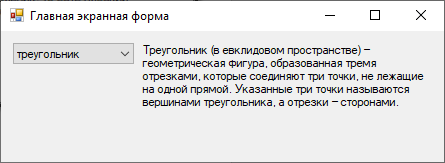 Главная экранная форма
треугольник
Треугольник (в евклидовом пространстве) –
геометрическая фигура, образованная тремя
отрезками, которые соединяют три точки, не лежащие
на одной прямой. Указанные три точки называются
вершинами треугольника, а отрезки – сторонами.